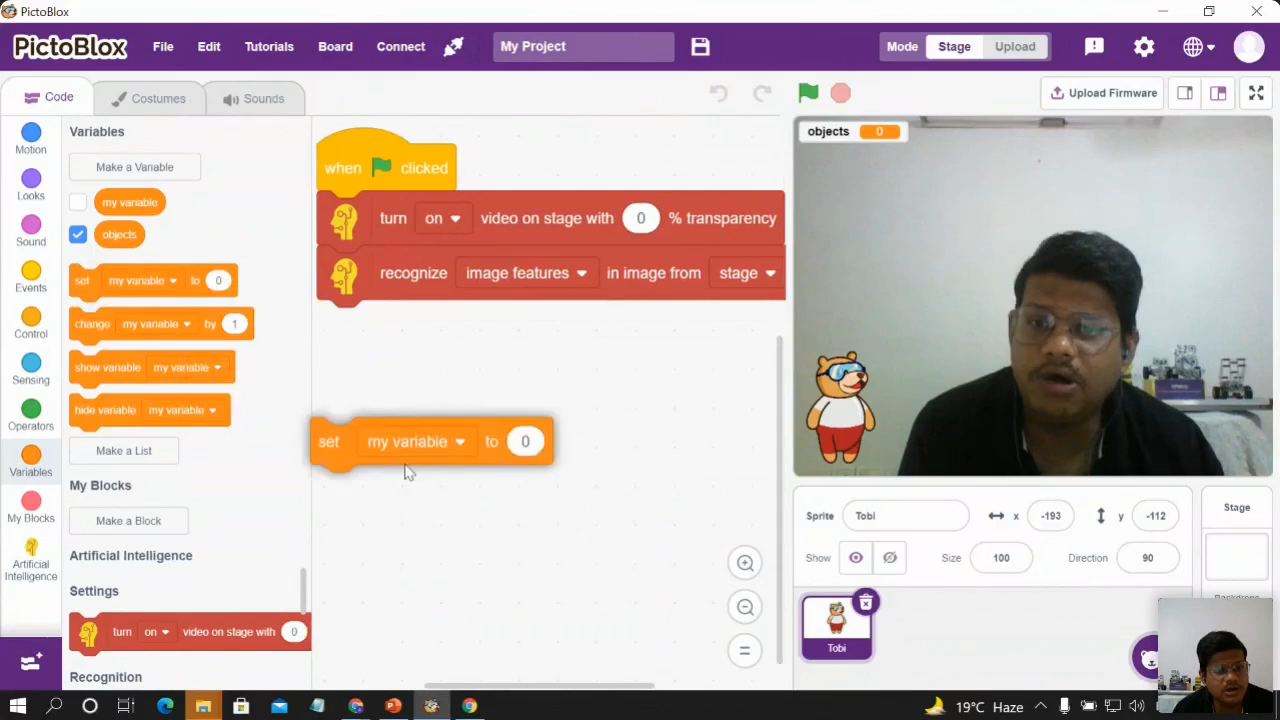 PictoBlox
PictoBlox File Edit Tutorials Board Connect My Project Mode Stage Upload
Code Costumes Sounds Upload Firmware
Motion
Looks
Sound
Events
Control
Sensing
Operators
Variables
My Blocks
Artificial
Intelligence
Variables
Make a Variable
my variable
objects
set my variable to 0
change my variable by 1
show variable my variable
hide variable my variable
Make a List
My Blocks
Make a Block
Artificial Intelligence
Settings
turn on video on stage with 0
Recognition
when clicked
turn on video on stage with 0 % transparency
recognize image features in image from stage
set my variable to 0
objects 0
Sprite Tobi x -193 y -112
Show Size 100 Direction 90
Tobi
Stage
19°C Haze